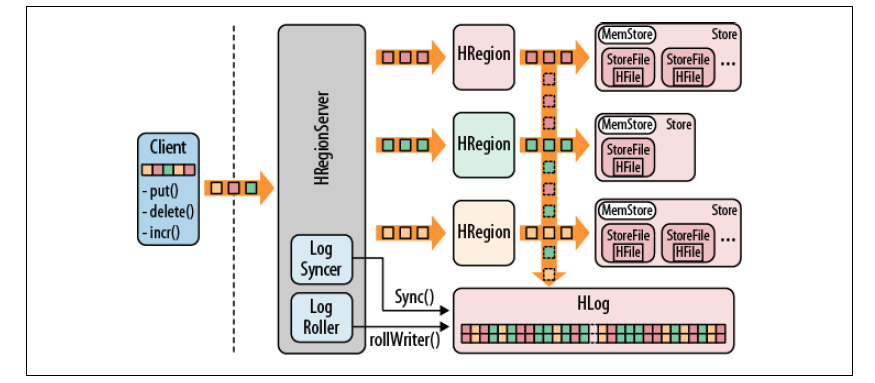 Client
- put()
- delete()
- incr()
HRegionServer
Log
Syncer
Log
Roller
HRegion
MemStore Store
StoreFile StoreFile ...
HFile HFile
HRegion
MemStore Store
StoreFile
HFile
HRegion
MemStore Store
StoreFile StoreFile ...
HFile HFile
Sync()
rollWriter()
HLog